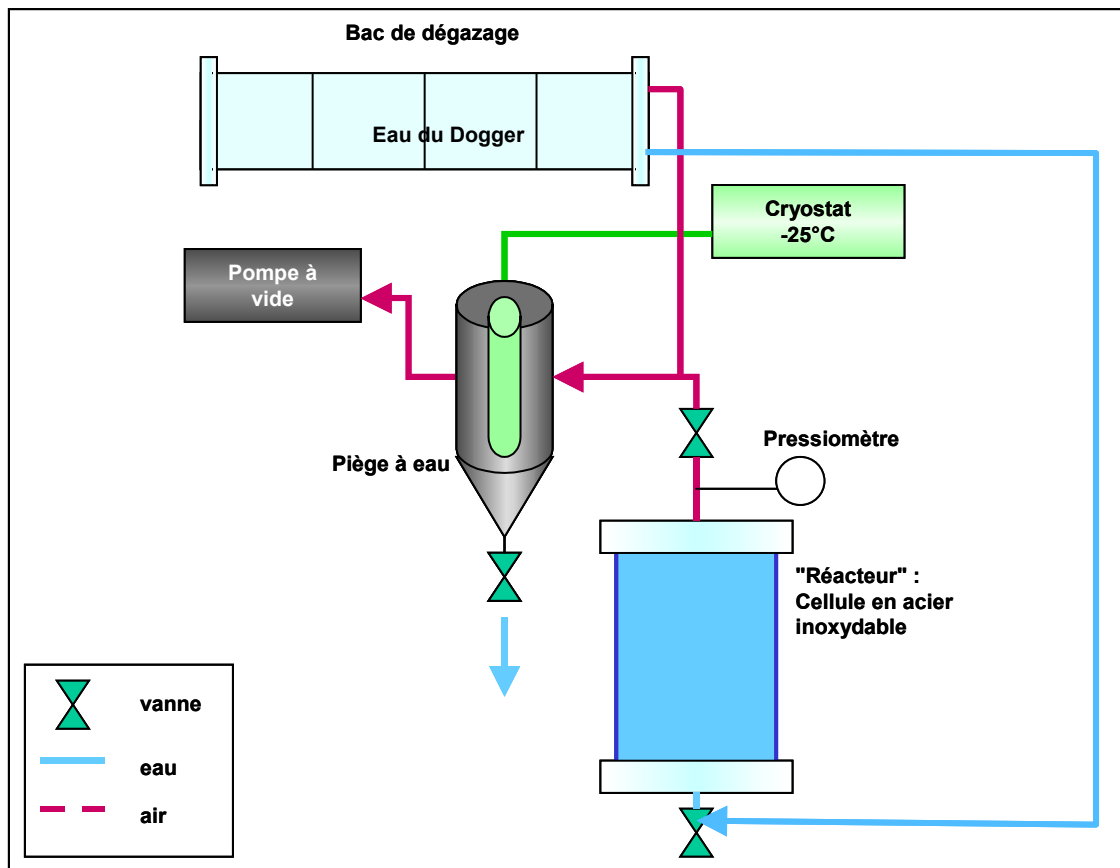 Bac de dégazage
Eau du Dogger
Cryostat
-25°C
Pompe à
vide
Pressiomètre
Piège à eau
"Réacteur" :
Cellule en acier
inoxydable
vanne
eau
air